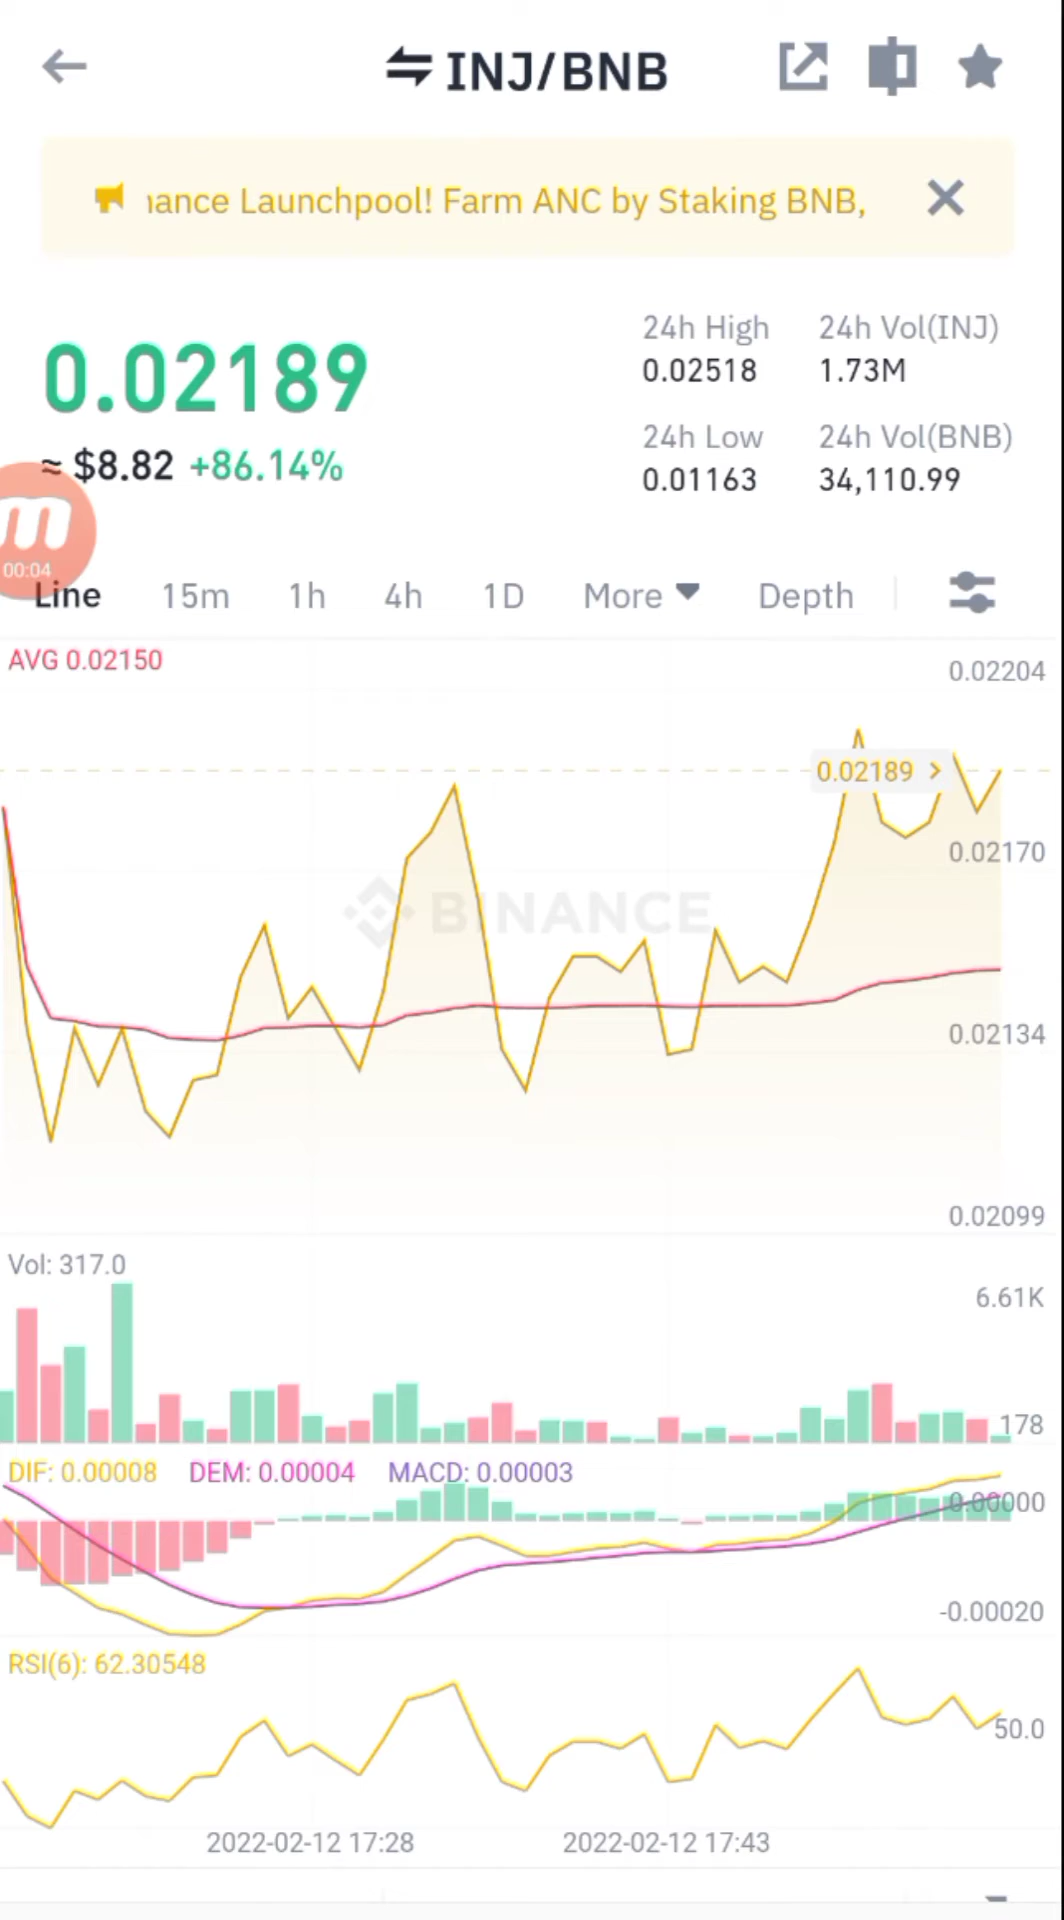 INJ/BNB
nance Launchpool! Farm ANC by Staking BNB,
24h High 24h Vol(INJ)
0.02189 0.02518 1.73M
24h Low 24h Vol(BNB)
≈ $8.82 +86.14% 0.01163 34,110.99
m
00:04
Line 15m 1h 4h 1D More Depth
AVG 0.02150
0.02204
0.02189 >
0.02170
BINANCE
0.02134
0.02099
Vol: 317.0
6.61K
178
DIF: 0.00008 DEM: 0.00004 MACD: 0.00003
0.00000
-0.00020
RSI(6): 62.30548
50.0
2022-02-12 17:28 2022-02-12 17:43